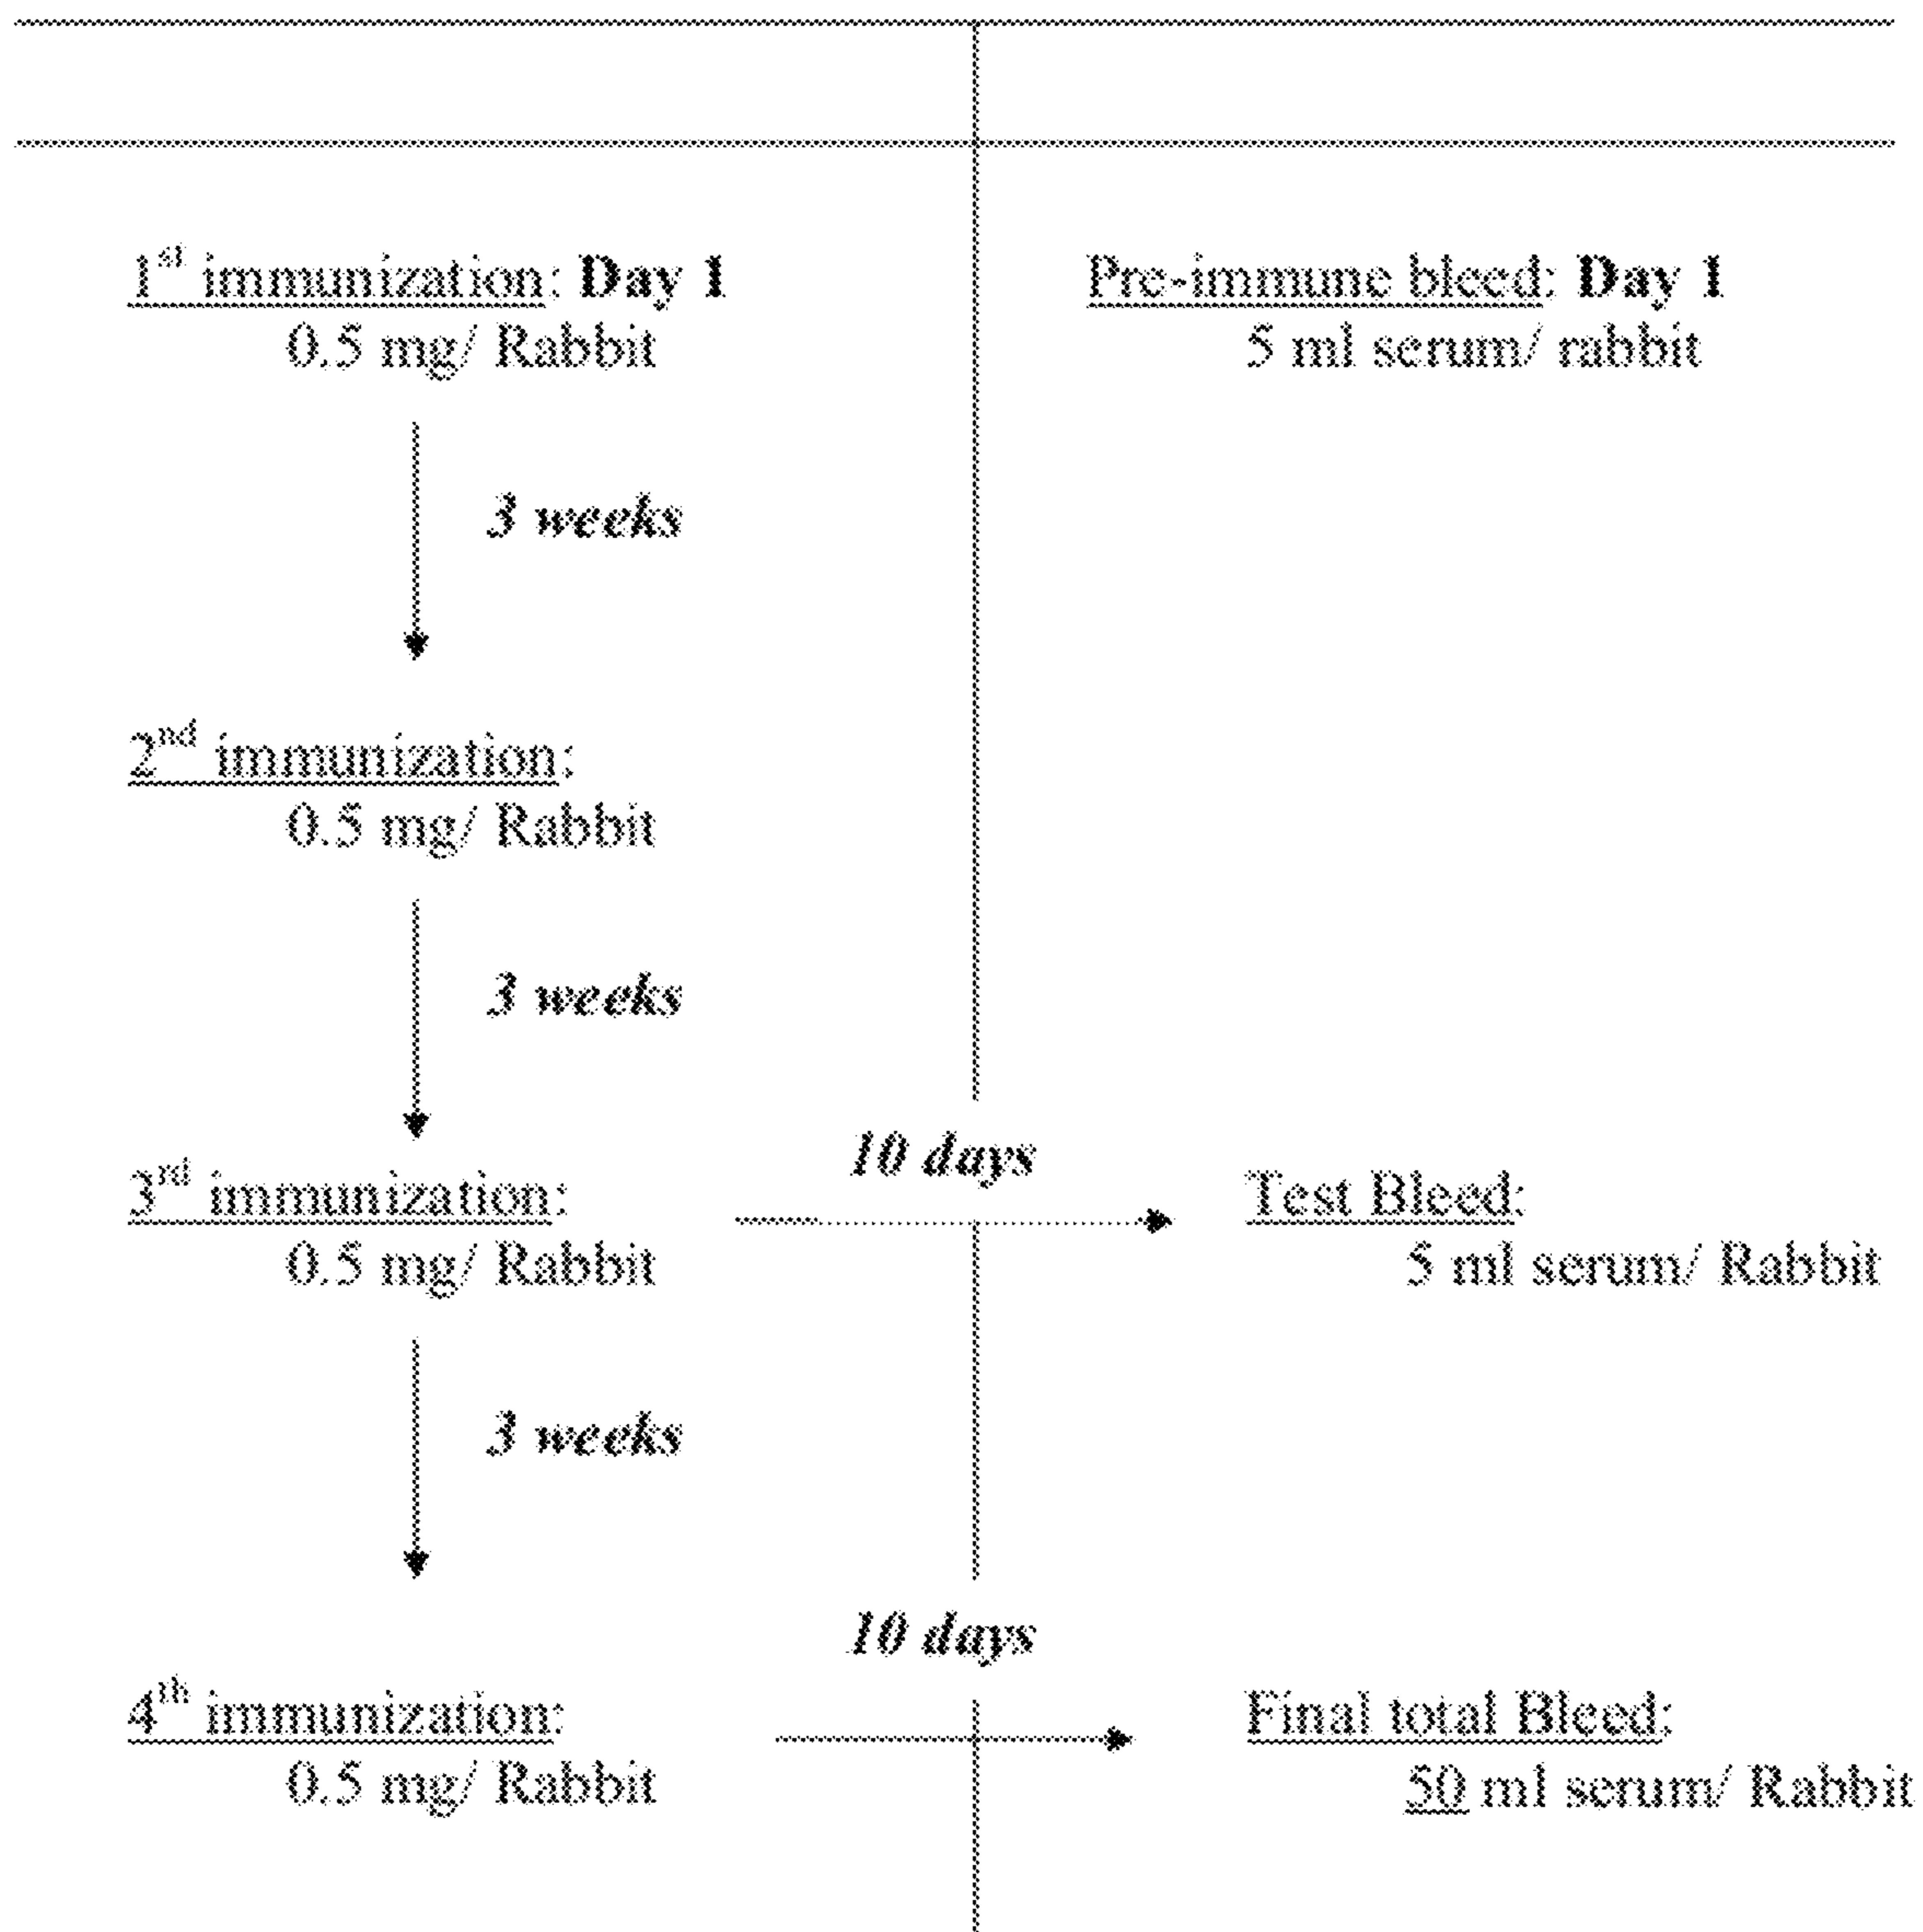 1st immunization: Day 1
0.5 mg/ Rabbit
Pre-immune bleed: Day 1
5 ml serum/ rabbit
3 weeks
2nd immunization:
0.5 mg/ Rabbit
3 weeks
10 days
3rd immunization:
0.5 mg/ Rabbit
Test Bleed:
5 ml serum/ Rabbit
3 weeks
10 days
4th immunization:
0.5 mg/ Rabbit
Final total Bleed:
50 ml serum/ Rabbit